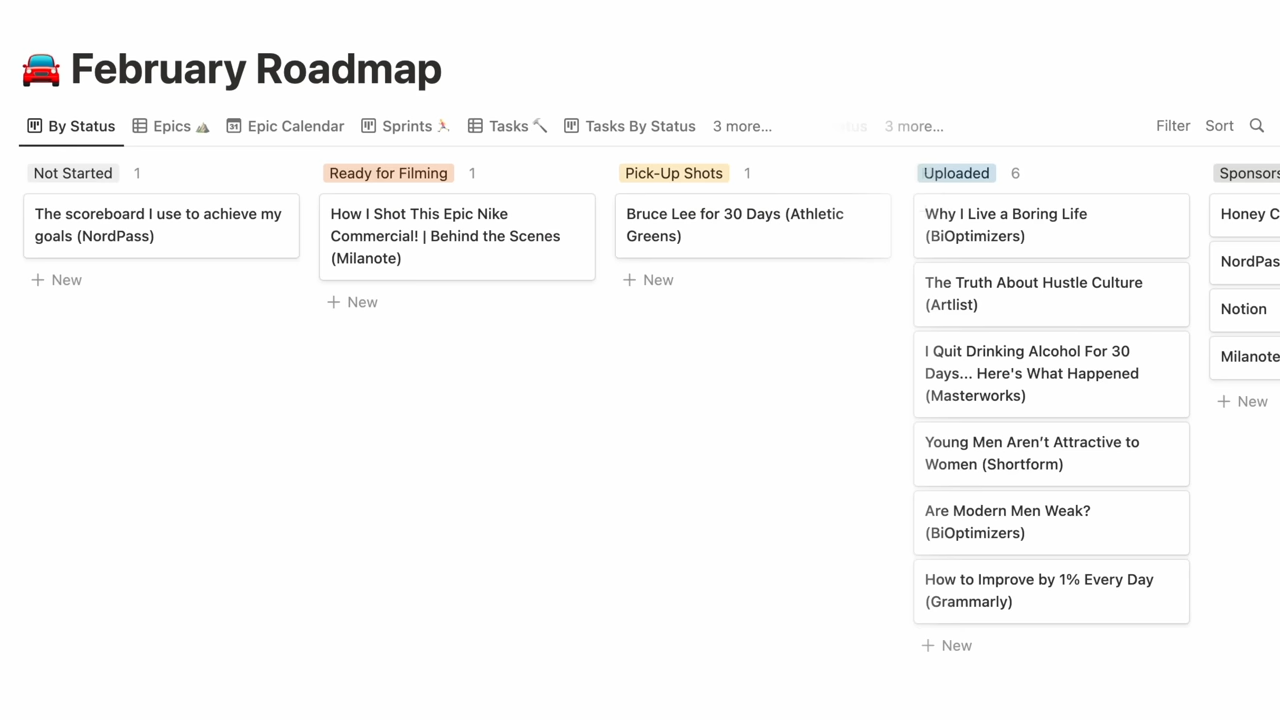 February Roadmap
By Status
Epics
Epic Calendar
Sprints
Tasks
Tasks By Status
3 more...
3 more...
Filter
Sort
Not Started 1
The scoreboard I use to achieve my
goals (NordPass)
+ New
Ready for Filming 1
How I Shot This Epic Nike
Commercial! | Behind the Scenes
(Milanote)
+ New
Pick-Up Shots 1
Bruce Lee for 30 Days (Athletic
Greens)
+ New
Uploaded 6
Why I Live a Boring Life
(BiOptimizers)
The Truth About Hustle Culture
(Artlist)
I Quit Drinking Alcohol For 30
Days... Here's What Happened
(Masterworks)
Young Men Aren’t Attractive to
Women (Shortform)
Are Modern Men Weak?
(BiOptimizers)
How to Improve by 1% Every Day
(Grammarly)
+ New
Sponsors
Honey C
NordPas
Notion
Milanote
+ New